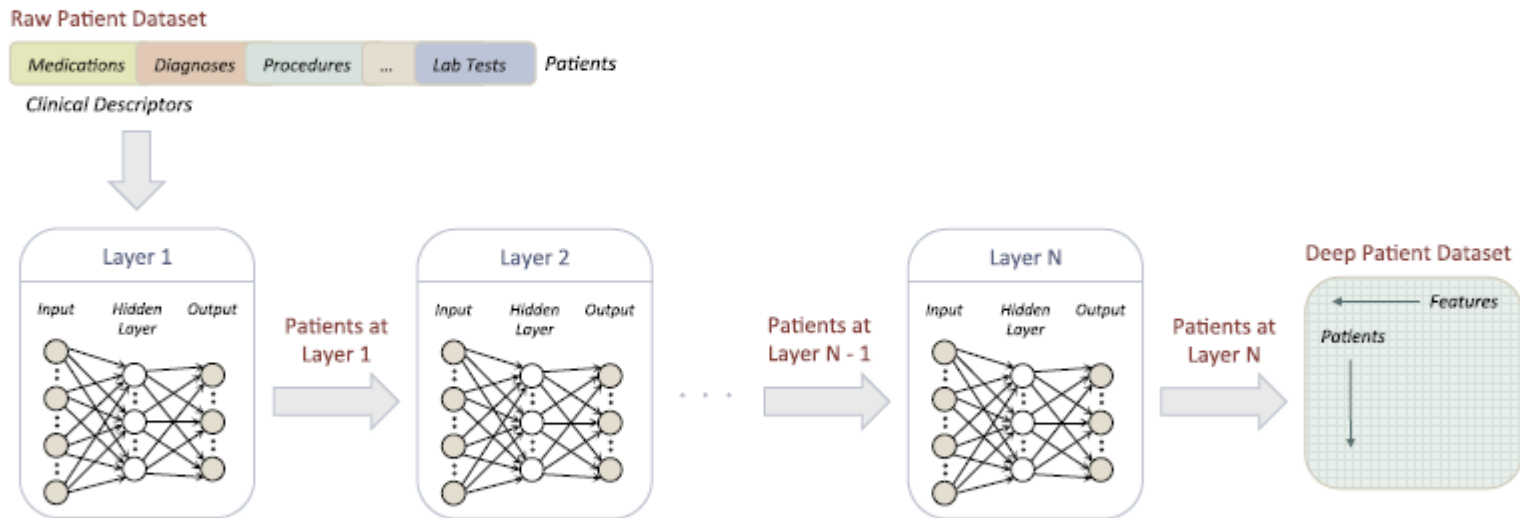 Raw Patient Dataset
Medications Diagnoses Procedures ... Lab Tests Patients
Clinical Descriptors
Layer 1
Input Hidden Layer Output
Patients at
Layer 1
Layer 2
Input Hidden Layer Output
. . .
Patients at
Layer N - 1
Layer N
Input Hidden Layer Output
Patients at
Layer N
Deep Patient Dataset
Features
Patients